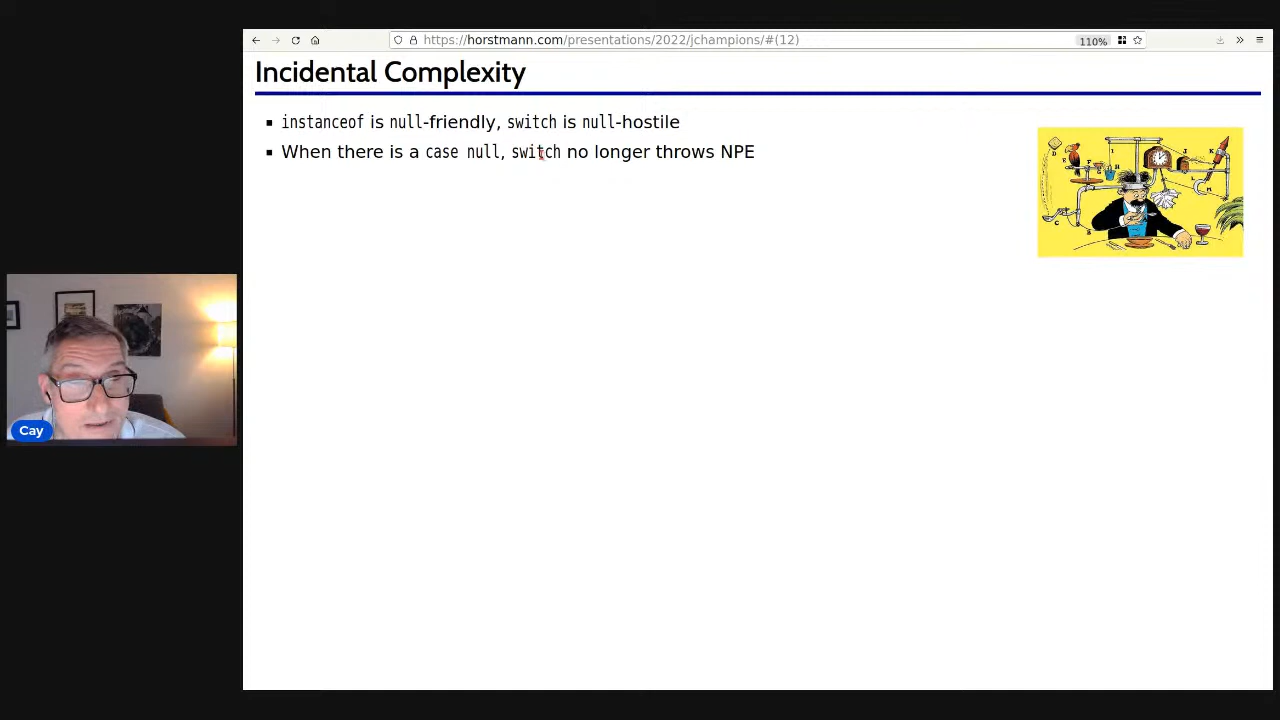 https://horstmann.com/presentations/2022/jchampions/#(12)
110%
Incidental Complexity
instanceof is null-friendly, switch is null-hostile
When there is a case null, switch no longer throws NPE
Cay